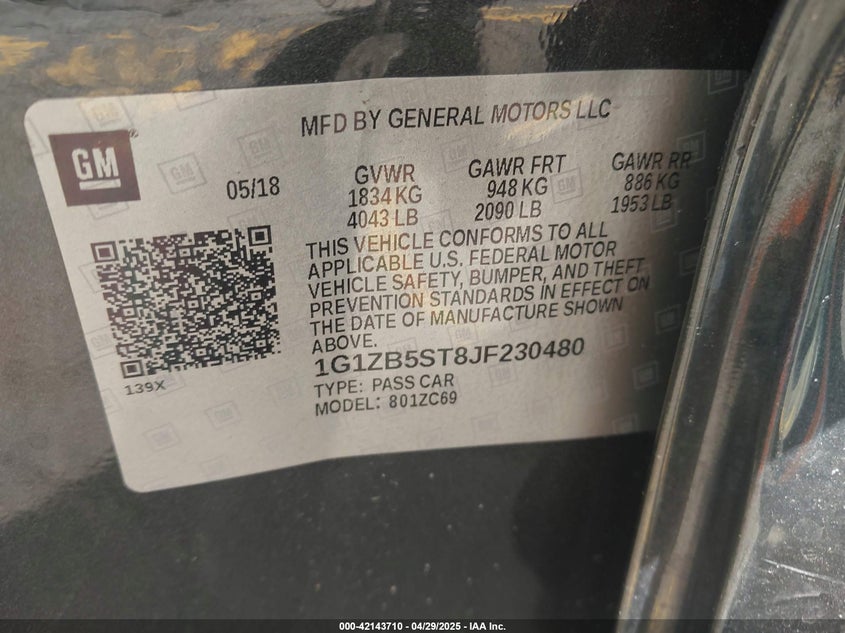 MFD BY GENERAL MOTORS LLC
GM
®
05/18
GVWR GAWR FRT GAWR RR
1834 KG 948 KG 886 KG
4043 LB 2090 LB 1953 LB
THIS VEHICLE CONFORMS TO ALL
APPLICABLE U.S. FEDERAL MOTOR
VEHICLE SAFETY, BUMPER, AND THEFT
PREVENTION STANDARDS IN EFFECT ON
THE DATE OF MANUFACTURE SHOWN
ABOVE.
1G1ZB5ST8JF230480
TYPE: PASS CAR
MODEL: 801ZC69
139X
000-42143710 - 04/29/2025 - IAA Inc.